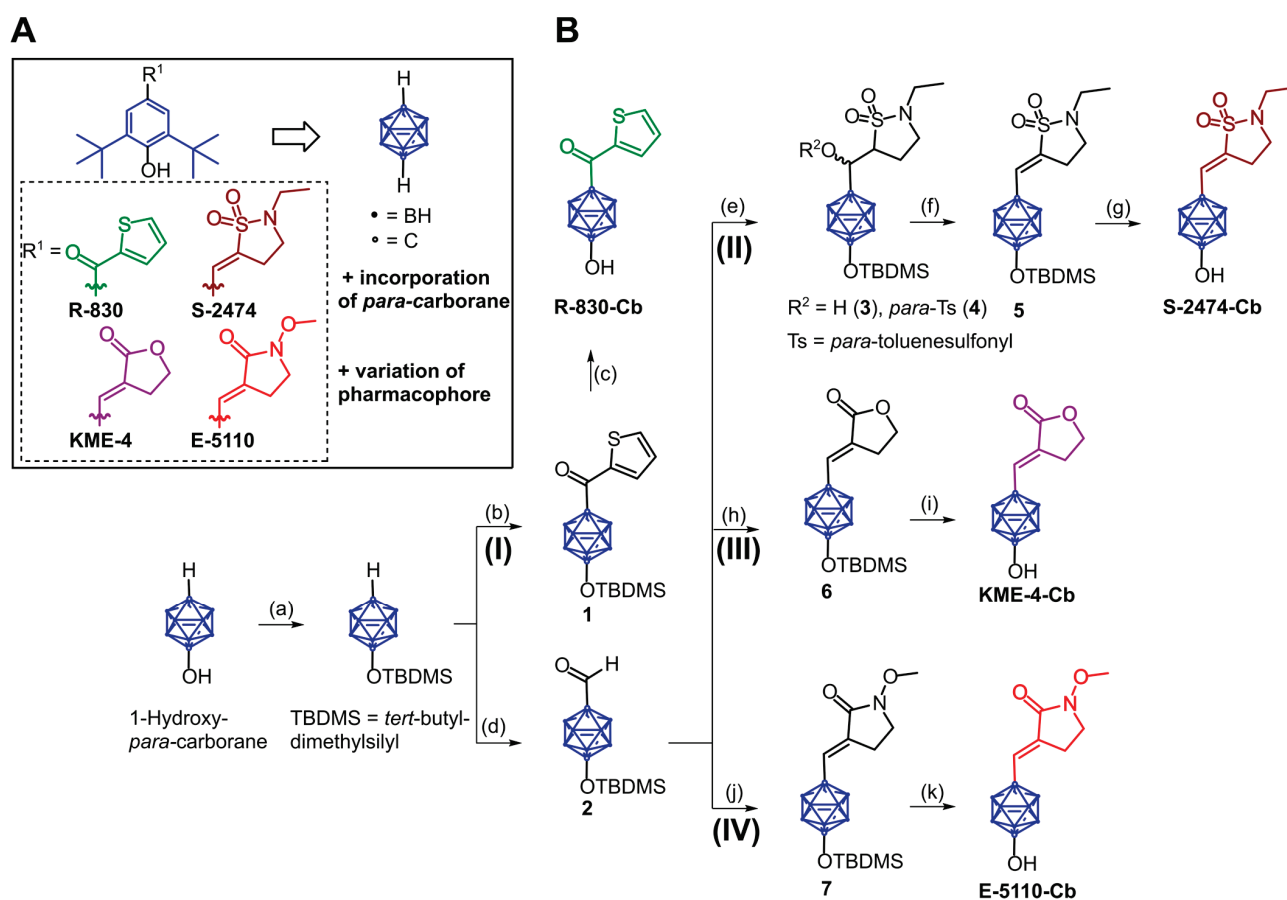 A
R1
OH
H
H
• = BH
∘ = C
R1 =
O
S
R-830
O
O
S
N
S-2474
O
O
KME-4
O
N
O
E-5110
+ incorporation
of para-carborane
+ variation of
pharmacophore
B
S
O
OH
R-830-Cb
(c)
S
O
OTBDMS
1
H
OH
1-Hydroxy-
para-carborane
(a)
H
OTBDMS
TBDMS = tert-butyl-
dimethylsilyl
(b)
(I)
(d)
O
H
OTBDMS
2
(e)
(II)
O
O
S
N
R2O
OTBDMS
R2 = H (3), para-Ts (4)
Ts = para-toluenesulfonyl
(f)
O
O
S
N
OTBDMS
5
(g)
O
O
S
N
OH
S-2474-Cb
(h)
(III)
O
O
OTBDMS
6
(i)
O
O
OH
KME-4-Cb
(j)
(IV)
O
N
O
OTBDMS
7
(k)
O
N
O
OH
E-5110-Cb